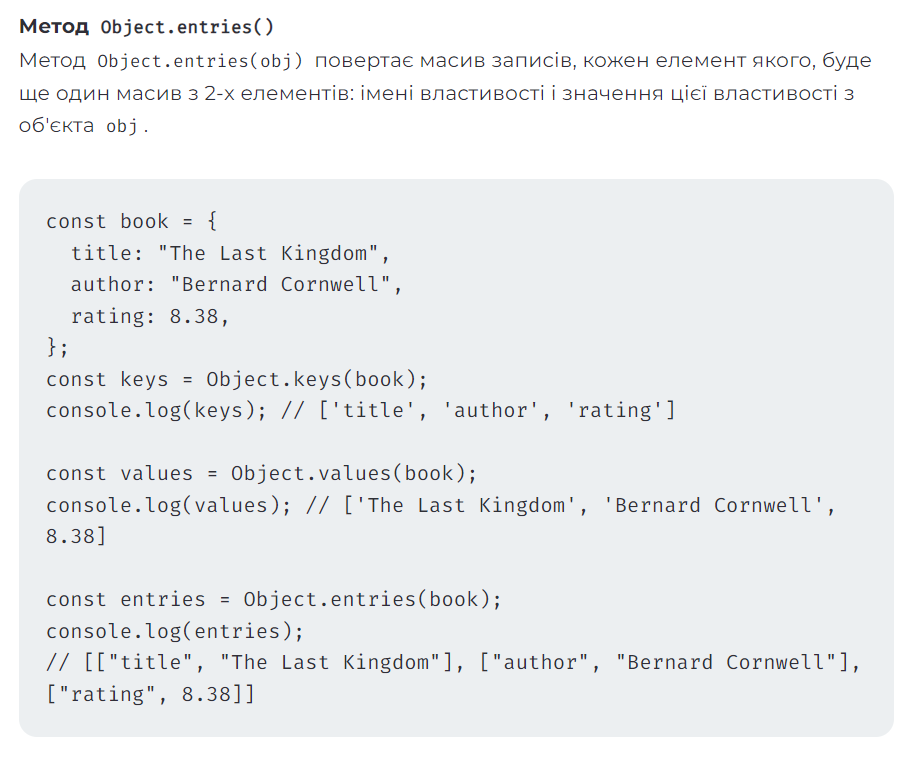 Метод Object.entries()
Метод Object.entries(obj) повертає масив записів, кожен елемент якого, буде
ще один масив з 2-х елементів: імені властивості і значення цієї властивості з
об'єкта obj.
const book = {
  title: "The Last Kingdom",
  author: "Bernard Cornwell",
  rating: 8.38,
};
const keys = Object.keys(book);
console.log(keys); // ['title', 'author', 'rating']
const values = Object.values(book);
console.log(values); // ['The Last Kingdom', 'Bernard Cornwell',
8.38]
const entries = Object.entries(book);
console.log(entries);
// [["title", "The Last Kingdom"], ["author", "Bernard Cornwell"],
["rating", 8.38]]